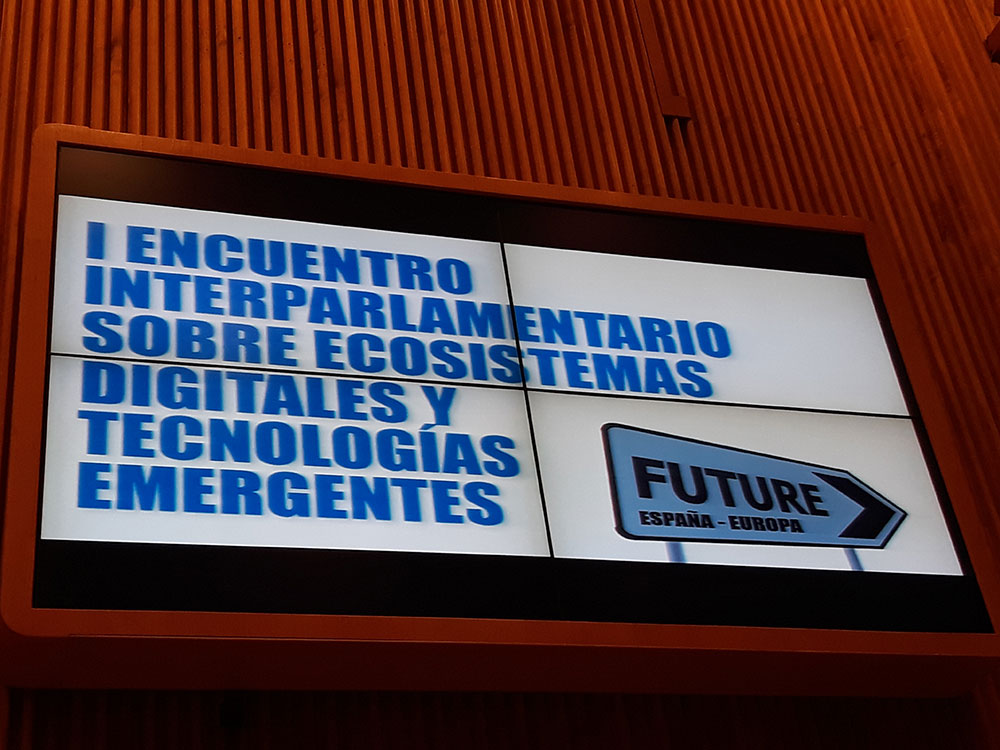 I ENCUENTRO
INTERPARLAMENTARIO
SOBRE ECOSISTEMAS
DIGITALES Y
TECNOLOGÍAS
EMERGENTES
FUTURE
ESPAÑA - EUROPA